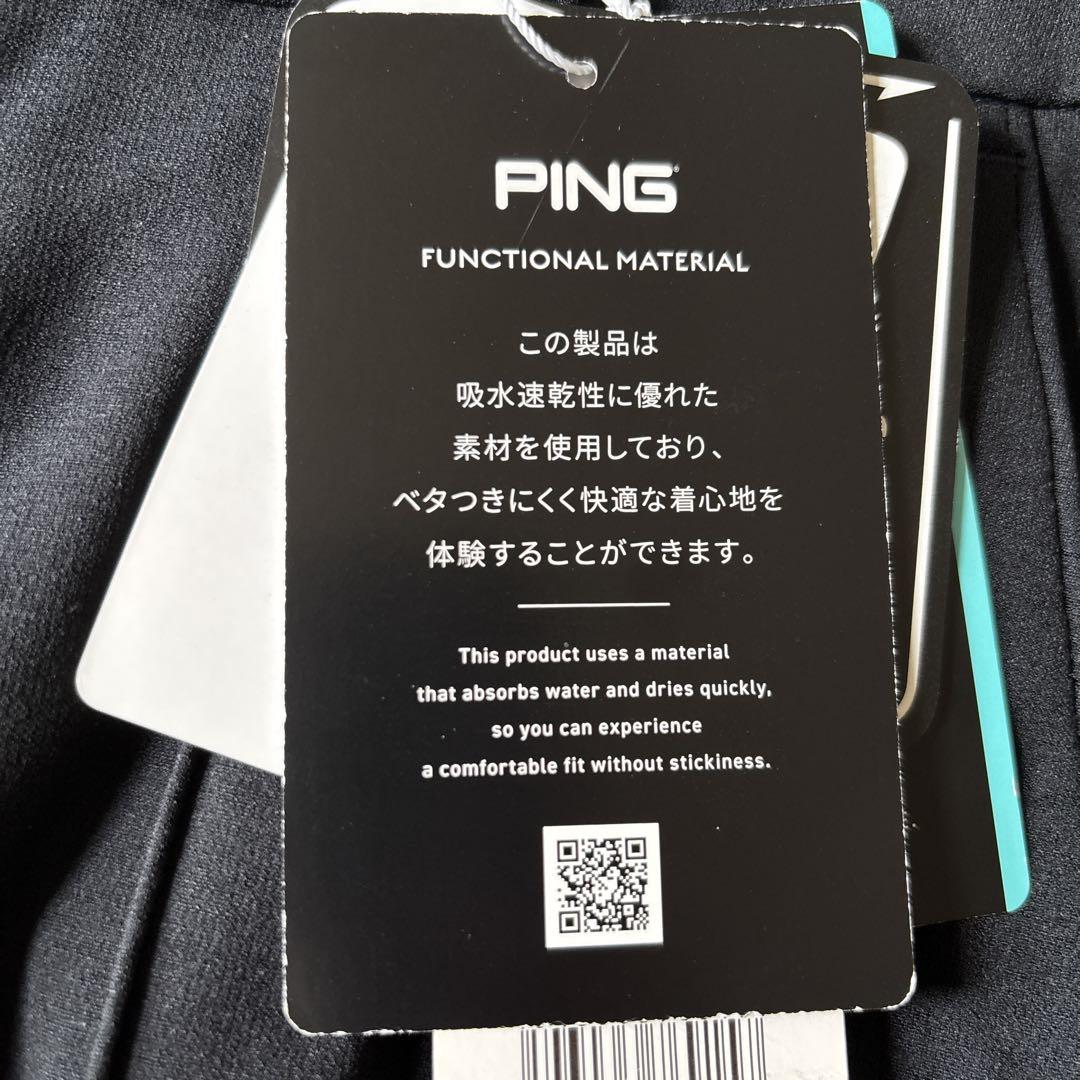 PING
FUNCTIONAL MATERIAL
この製品は
吸水速乾性に優れた
素材を使用しており、
ベタつきにくく快適な着心地を
体験することができます。
This product uses a material
that absorbs water and dries quickly,
so you can experience
a comfortable fit without stickiness.